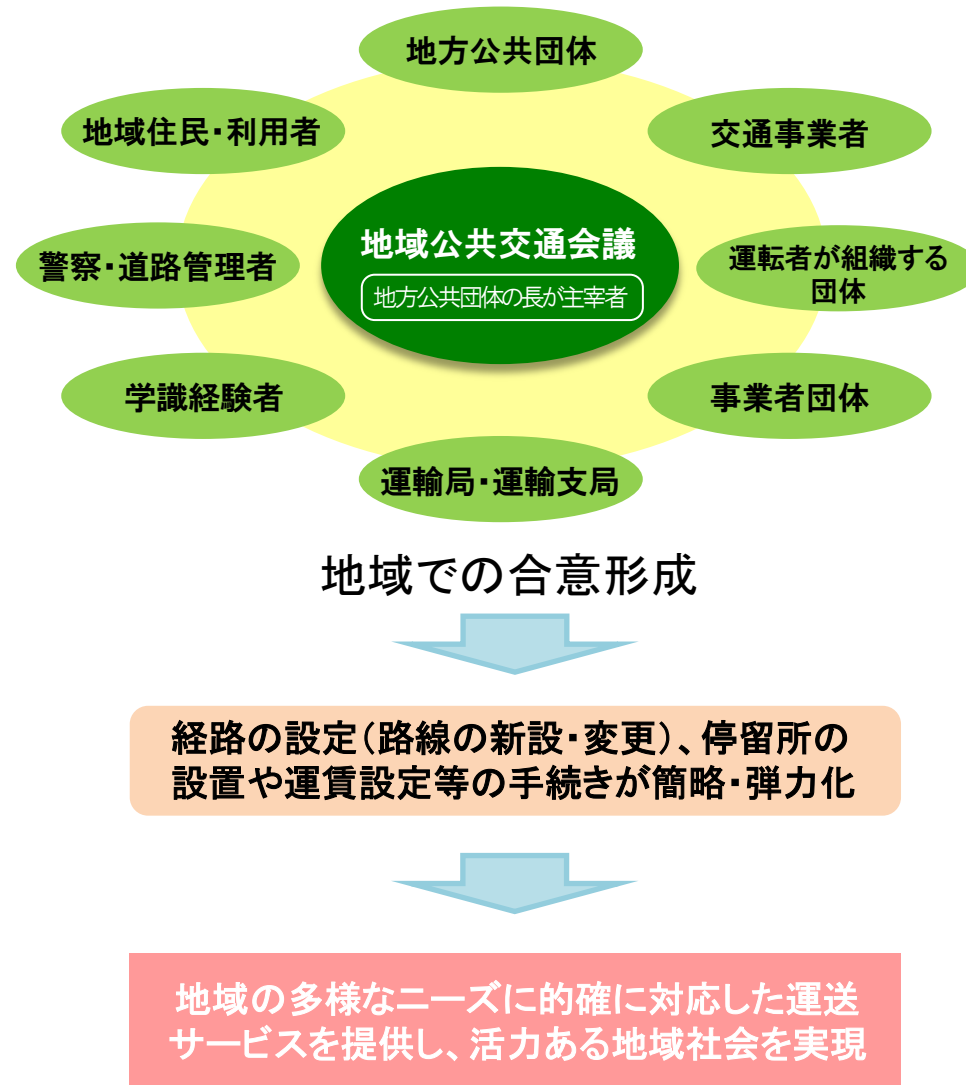 地方公共団体
地域住民・利用者
交通事業者
地域公共交通会議
地方公共団体の長が主宰者
警察・道路管理者
運転者が組織する
団体
学識経験者
事業者団体
運輸局・運輸支局
地域での合意形成
経路の設定(路線の新設・変更)、停留所の
設置や運賃設定等の手続きが簡略・弾力化
地域の多様なニーズに的確に対応した運送
サービスを提供し、活力ある地域社会を実現